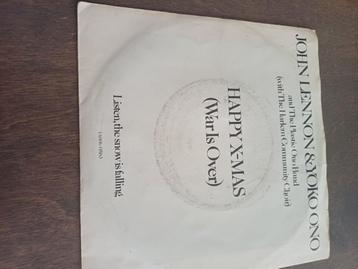 JOHN LENNON & YOKO ONO
and The Plastic Ono Band
(with The Harlem Community Choir)
HAPPY X-MAS
(War Is Over)
Listen, the snow is falling